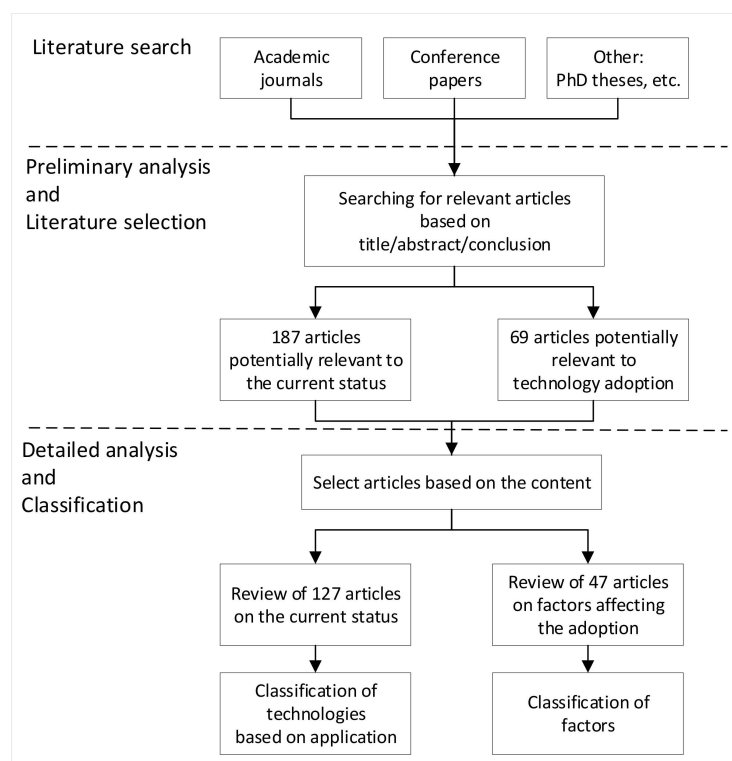 Literature search
Academic
journals
Conference
papers
Other:
PhD theses, etc.
Preliminary analysis
and
Literature selection
Searching for relevant articles
based on
title/abstract/conclusion
187 articles
potentially relevant to
the current status
69 articles potentially
relevant to
technology adoption
Detailed analysis
and
Classification
Select articles based on the content
Review of 127 articles
on the current status
Review of 47 articles
on factors affecting
the adoption
Classification of
technologies
based on application
Classification of
factors